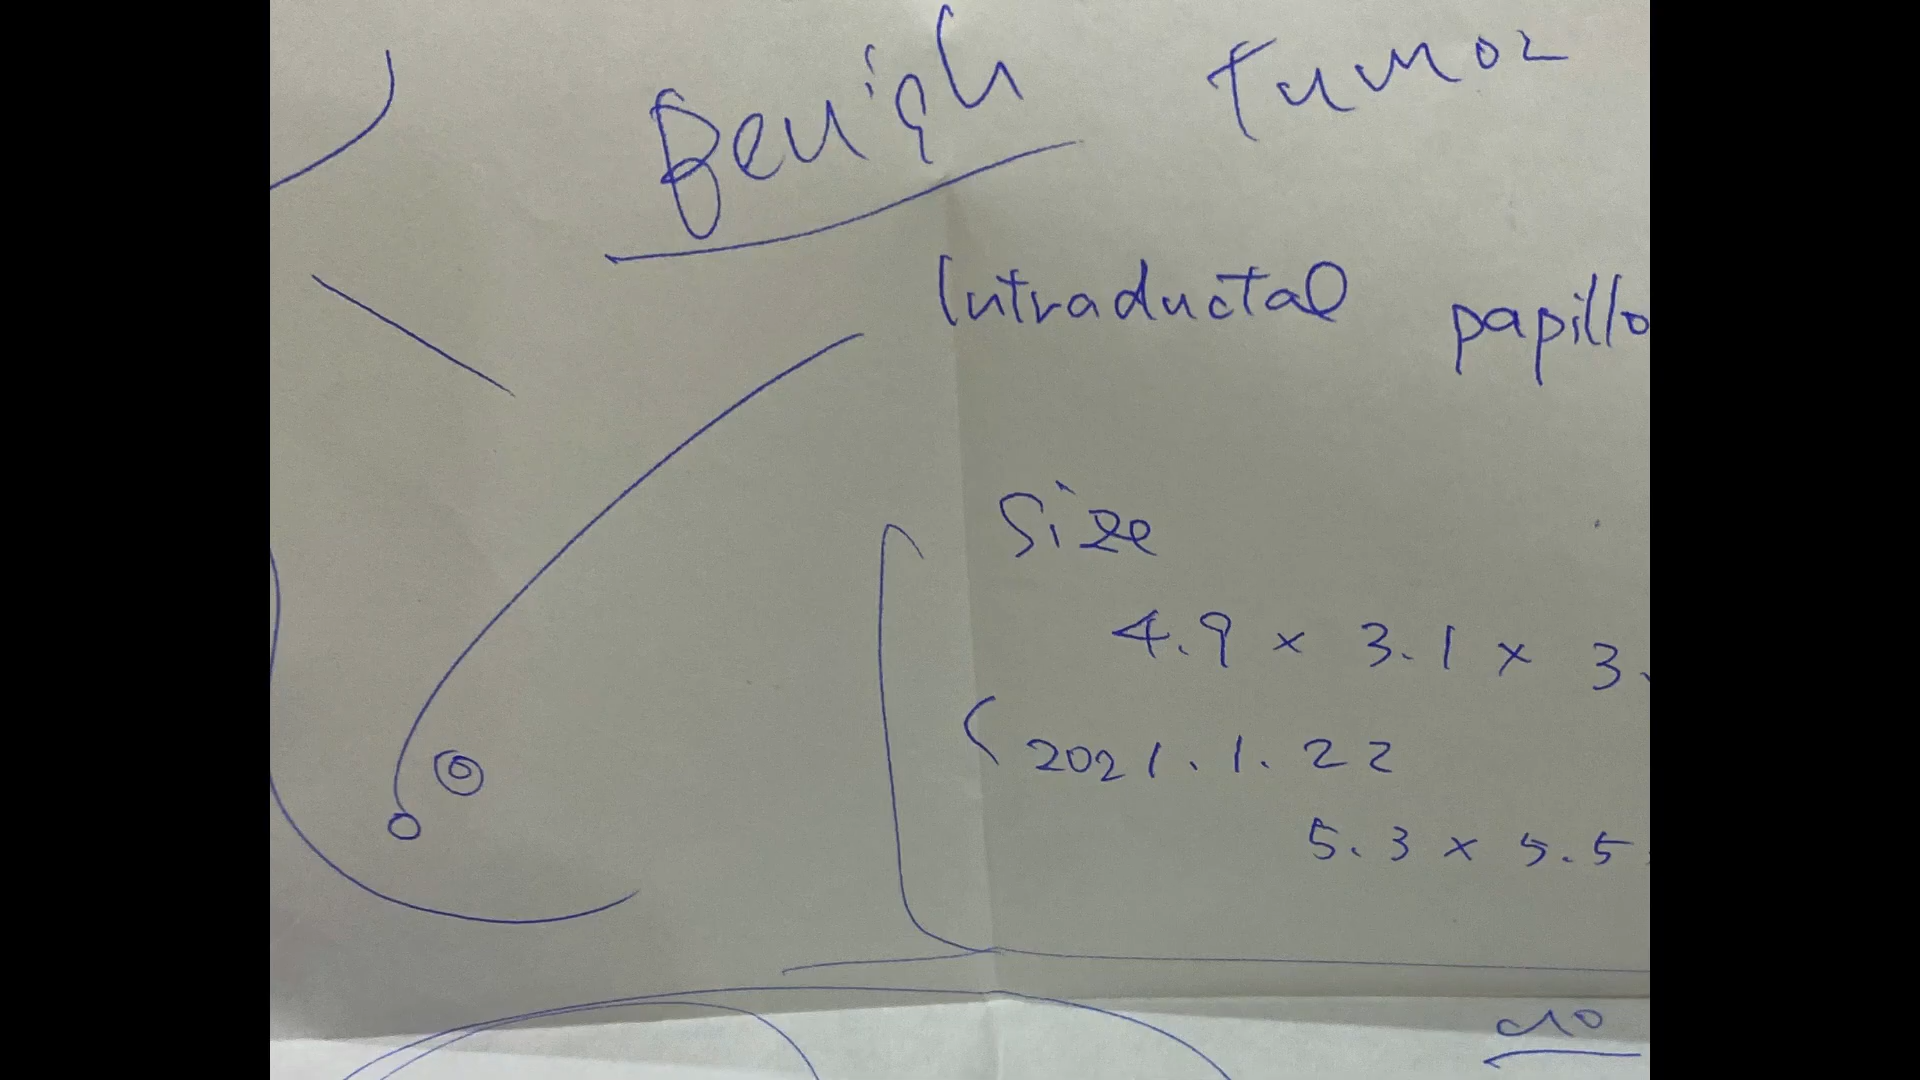 Benign Tumor
Intraductal papillo
Size
4.9 × 3.1 × 3.
(2021.1.22
5.3 × 5.5